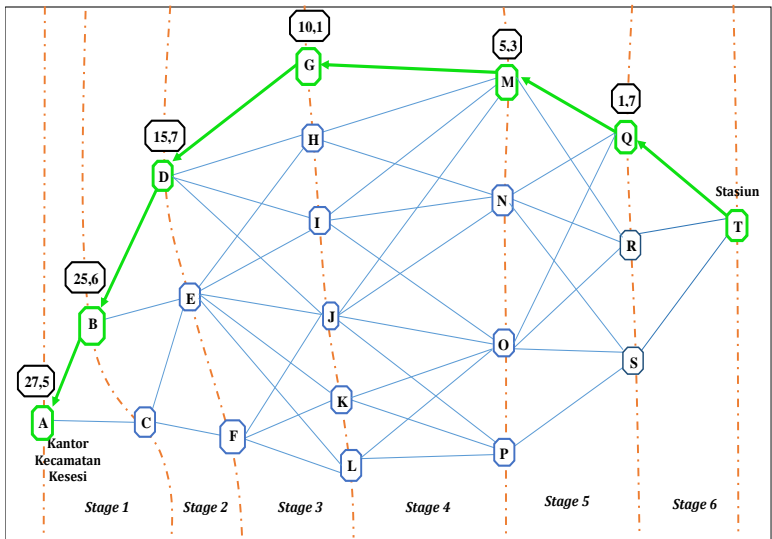 10,1
G
5.3
M
1,7
Q
15,7
H
D
Stasiun
N
I
T
R
25,6
E
B
J
O
S
27,5
K
A
C
F
P
L
Kantor
Kecamatan
Kesesi
Stage 1
Stage 2
Stage 3
Stage 4
Stage 5
Stage 6